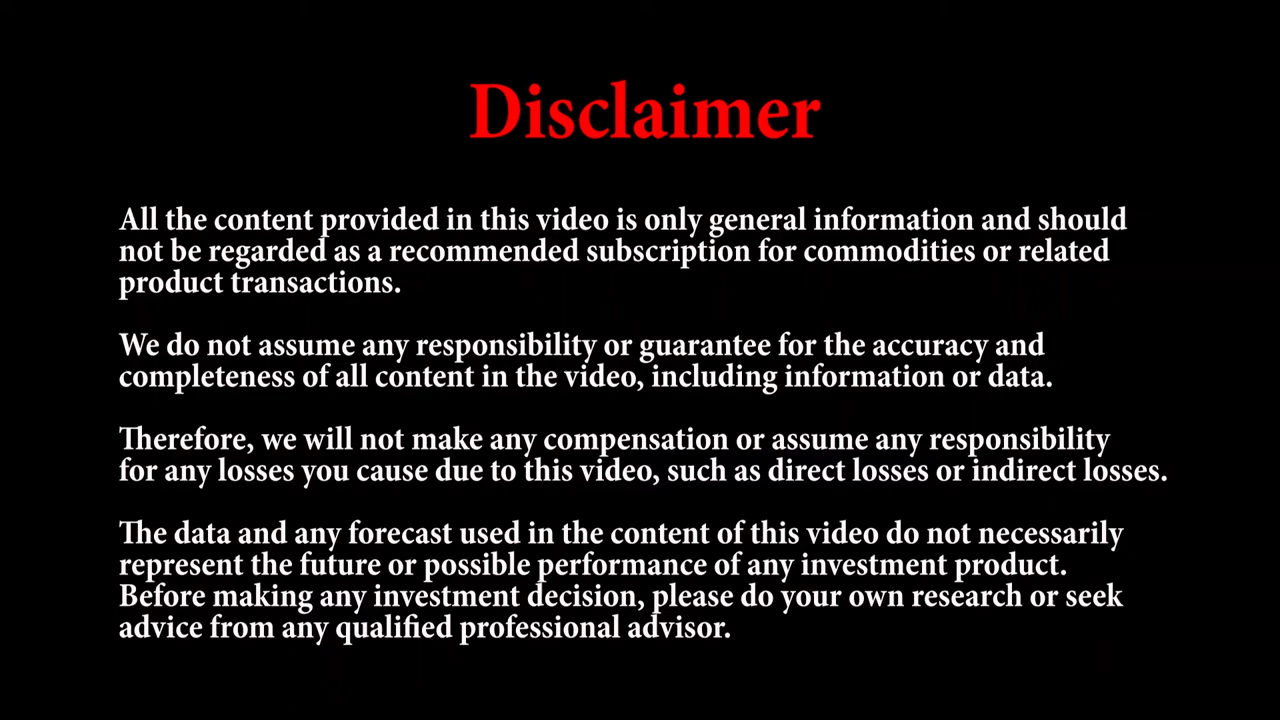 Disclaimer
All the content provided in this video is only general information and should
not be regarded as a recommended subscription for commodities or related
product transactions.
We do not assume any responsibility or guarantee for the accuracy and
completeness of all content in the video, including information or data.
Therefore, we will not make any compensation or assume any responsibility
for any losses you cause due to this video, such as direct losses or indirect losses.
The data and any forecast used in the content of this video do not necessarily
represent the future or possible performance of any investment product.
Before making any investment decision, please do your own research or seek
advice from any qualified professional advisor.